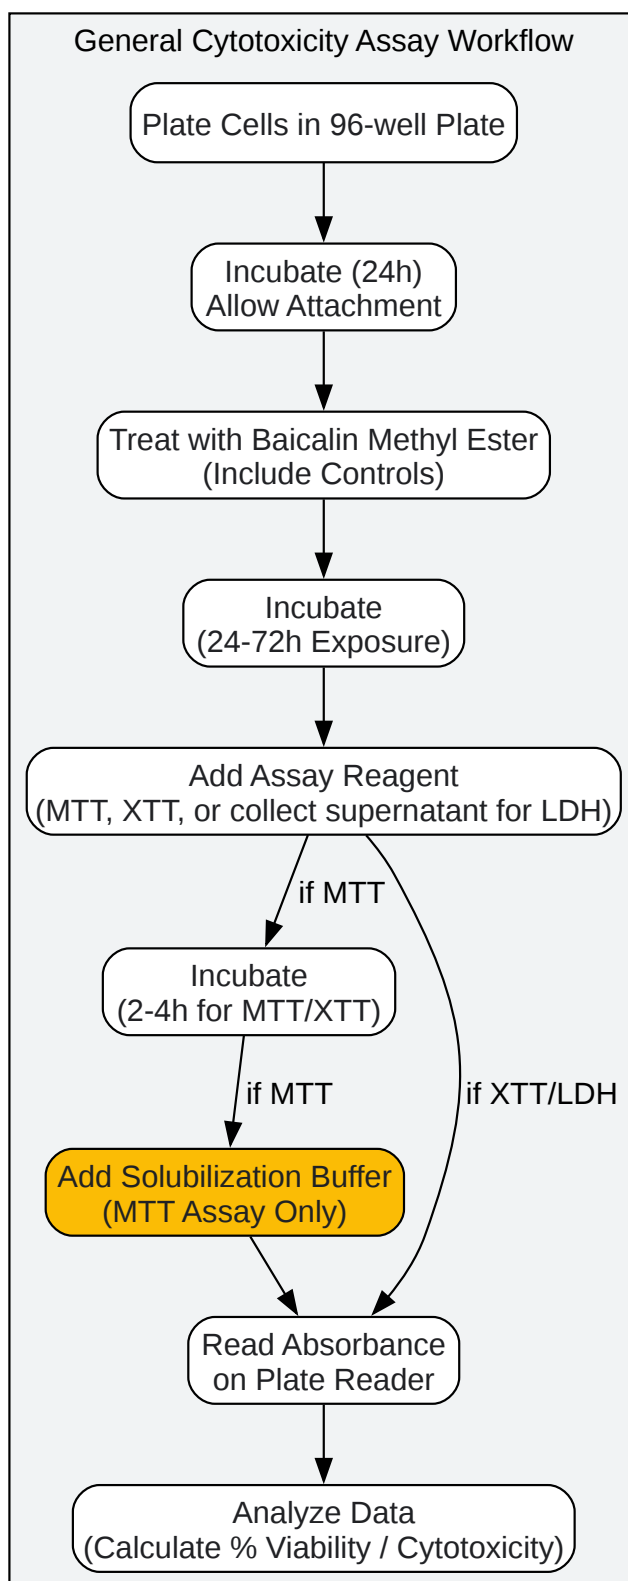 General Cytotoxicity Assay Workflow
Plate Cells in 96-well Plate
Incubate (24h)
Allow Attachment
Treat with Baicalin Methyl Ester
(Include Controls)
Incubate
(24-72h Exposure)
Add Assay Reagent
(MTT, XTT, or collect supernatant for LDH)
if MTT
Incubate
(2-4h for MTT/XTT)
if MTT
if XTT/LDH
Add Solubilization Buffer
(MTT Assay Only)
Read Absorbance
on Plate Reader
Analyze Data
(Calculate % Viability / Cytotoxicity)